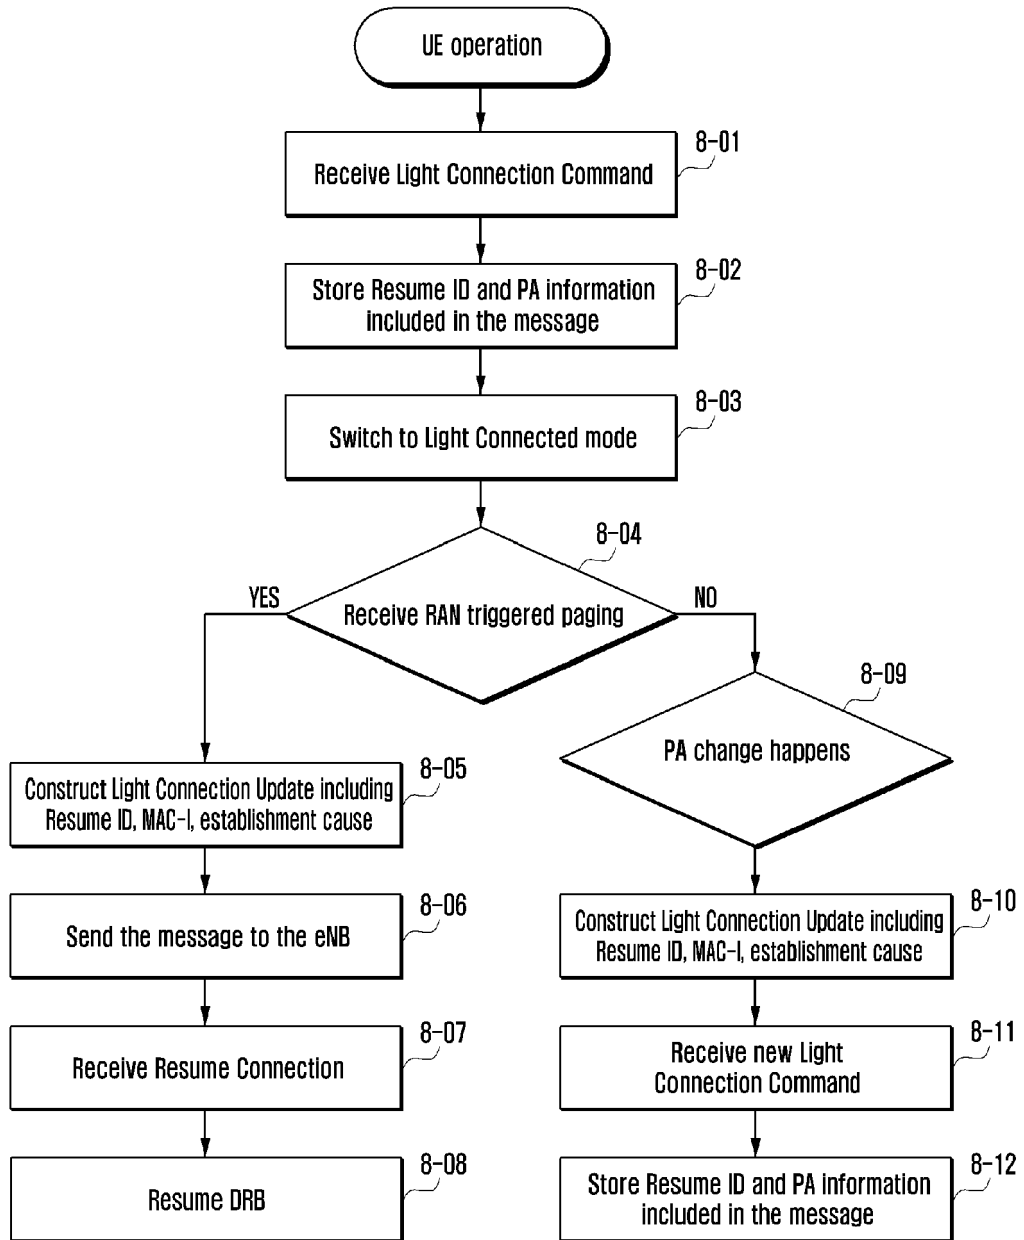 UE operation
8-01
Receive Light Connection Command
8-02
Store Resume ID and PA information
included in the message
8-03
Switch to Light Connected mode
8-04
YES
Receive RAN triggered paging
NO
8-09
PA change happens
8-05
Construct Light Connection Update including
Resume ID, MAC-I, establishment cause
8-06
Send the message to the eNB
8-07
Receive Resume Connection
8-08
Resume DRB
8-10
Construct Light Connection Update including
Resume ID, MAC-I, establishment cause
8-11
Receive new Light
Connection Command
8-12
Store Resume ID and PA information
included in the message